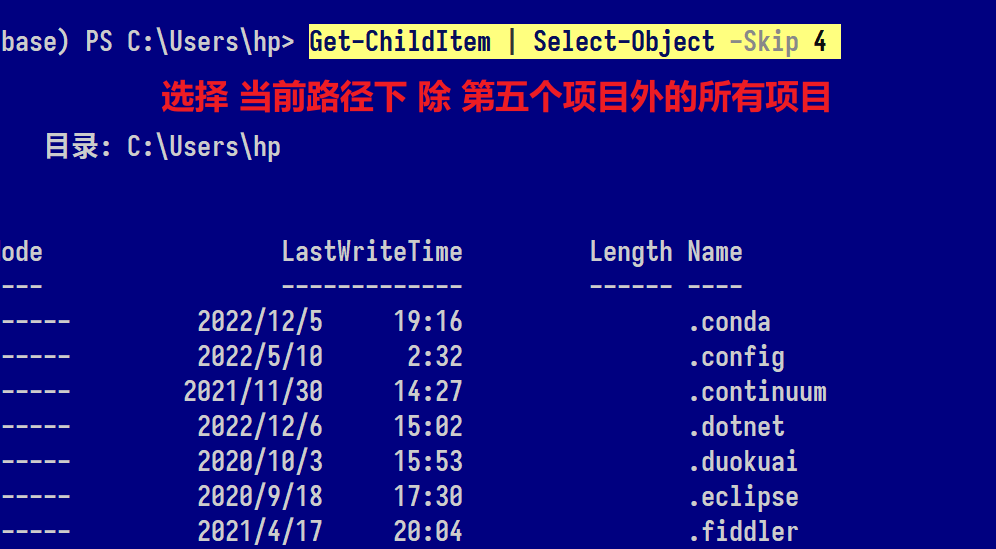 base) PS C:\Users\hp> Get-ChildItem | Select-Object -Skip 4
选择 当前路径下 除 第五个项目外的所有项目
目录: C:\Users\hp
ode LastWriteTime Length Name
--- ------------- ------ ----
----- 2022/12/5 19:16 .conda
----- 2022/5/10 2:32 .config
----- 2021/11/30 14:27 .continuum
----- 2022/12/6 15:02 .dotnet
----- 2020/10/3 15:53 .duokuai
----- 2020/9/18 17:30 .eclipse
----- 2021/4/17 20:04 .fiddler